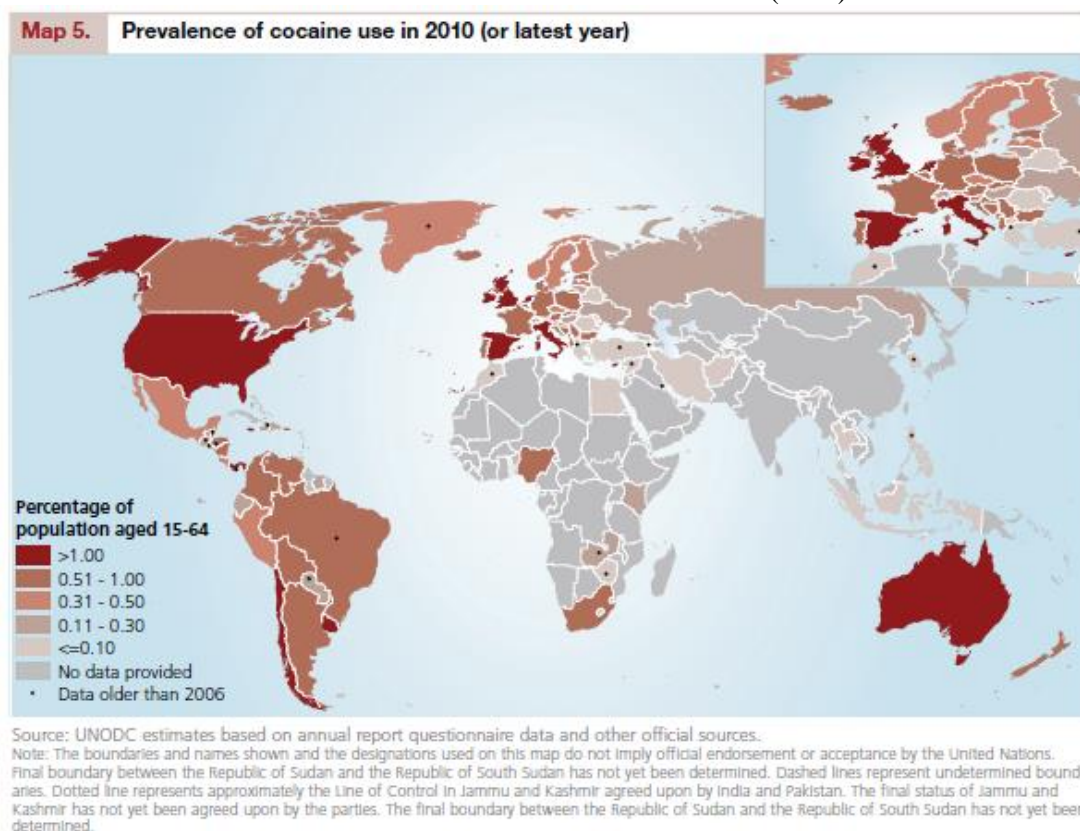 Map 5. Prevalence of cocaine use in 2010 (or latest year)
Percentage of
population aged 15-64
>1.00
0.51 - 1.00
0.31 - 0.50
0.11 - 0.30
<=0.10
No data provided
Data older than 2006
Source: UNODC estimates based on annual report questionnaire data and other official sources.
Note: The boundaries and names shown and the designations used on this map do not imply official endorsement or acceptance by the United Nations.
Final boundary between the Republic of Sudan and the Republic of South Sudan has not yet been determined. Dashed lines represent undetermined bound-
aries. Dotted line represents approximately the Line of Control in Jammu and Kashmir agreed upon by India and Pakistan. The final status of Jammu and
Kashmir has not yet been agreed upon by the parties. The final boundary between the Republic of Sudan and the Republic of South Sudan has not yet been
determined.